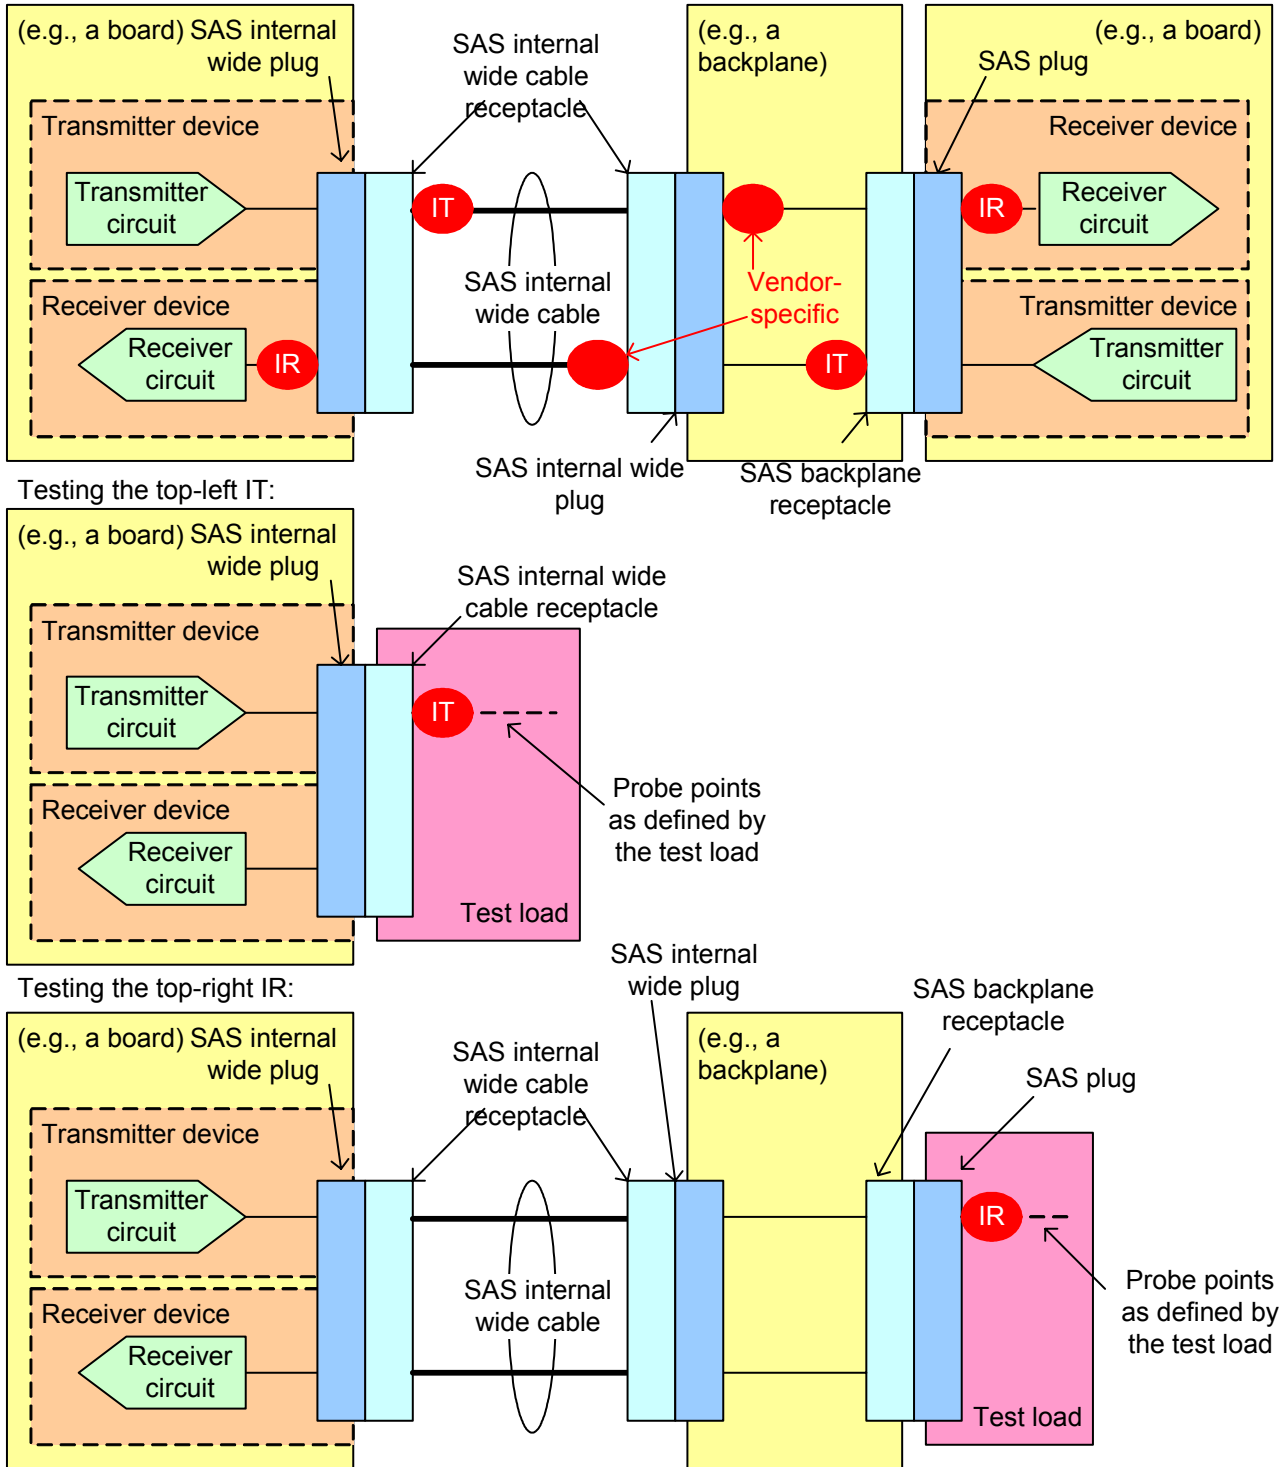 (e.g., a board) SAS internal
wide plug
SAS internal
wide cable
receptacle
(e.g., a
backplane)
(e.g., a board)
SAS plug
Transmitter device
Transmitter
circuit
IT
Receiver device
IR
Receiver
circuit
SAS internal
wide cable
Vendor-
specific
Receiver device
Receiver
circuit
IR
IT
Transmitter device
Transmitter
circuit
SAS internal wide
plug
SAS backplane
receptacle
Testing the top-left IT:
(e.g., a board) SAS internal
wide plug
SAS internal wide
cable receptacle
Transmitter device
Transmitter
circuit
IT
Probe points
as defined by
the test load
Receiver device
Receiver
circuit
Test load
Testing the top-right IR:
(e.g., a board) SAS internal
wide plug
SAS internal
wide cable
receptacle
SAS internal
wide plug
(e.g., a
backplane)
SAS backplane
receptacle
SAS plug
Transmitter device
Transmitter
circuit
IR
SAS internal
wide cable
Probe points
as defined by
the test load
Receiver device
Receiver
circuit
Test load